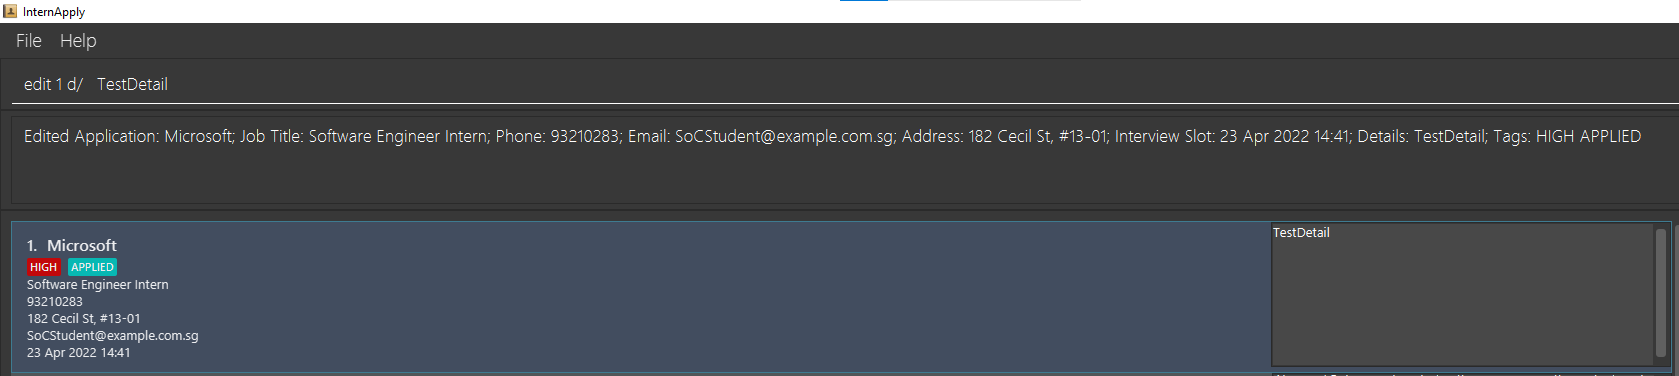 InternApply
File Help
edit 1 d/ TestDetail
Edited Application: Microsoft; Job Title: Software Engineer Intern; Phone: 93210283; Email: SoCStudent@example.com.sg; Address: 182 Cecil St, #13-01; Interview Slot: 23 Apr 2022 14:41; Details: TestDetail; Tags: HIGH APPLIED
1. Microsoft
HIGH APPLIED
Software Engineer Intern
93210283
182 Cecil St, #13-01
SoCStudent@example.com.sg
23 Apr 2022 14:41
TestDetail